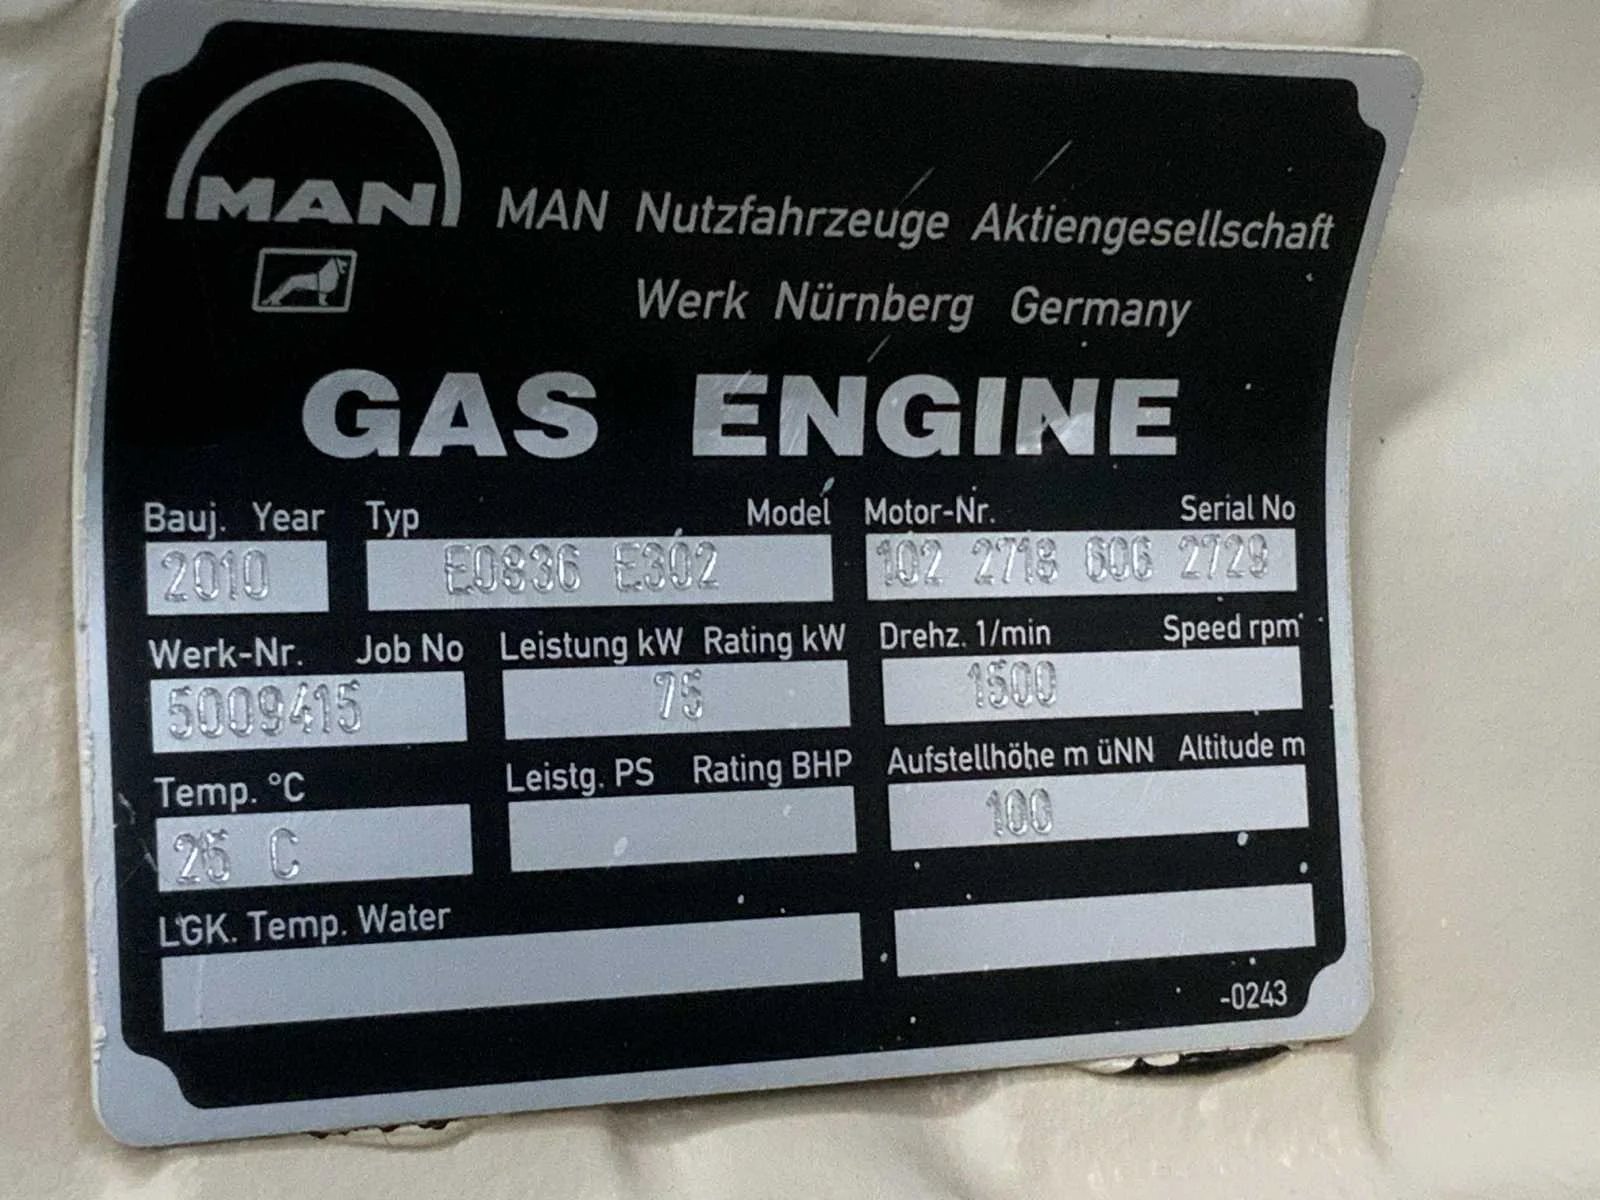 MAN
MAN Nutzfahrzeuge Aktiengesellschaft
Werk Nürnberg Germany
GAS ENGINE
Bauj. Year Typ Model Motor-Nr. Serial No
2010 E0836 E302 102 2718 606 2729
Werk-Nr. Job No Leistung kW Rating kW Drehz. 1/min Speed rpm
5009415 75 1500
Temp. °C Leistg. PS Rating BHP Aufstellhöhe m üNN Altitude m
25 C 100
LGK. Temp. Water
-0243